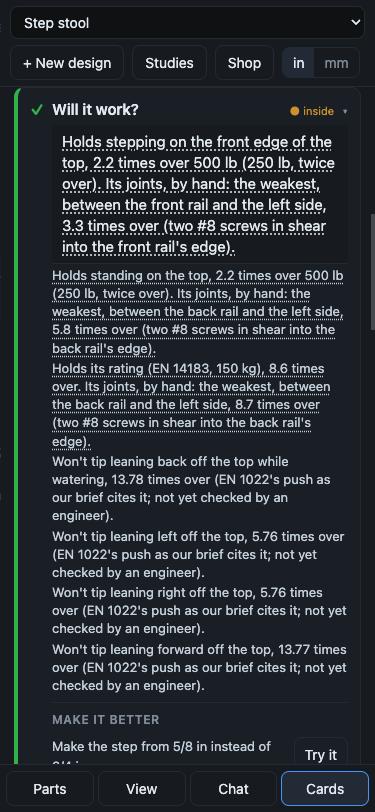 Step stool
+ New design
Studies
Shop
in
mm
Will it work?
inside
Holds stepping on the front edge of the
top, 2.2 times over 500 lb (250 lb, twice
over). Its joints, by hand: the weakest,
between the front rail and the left side,
3.3 times over (two #8 screws in shear
into the front rail's edge).
Holds standing on the top, 2.2 times over 500 lb
(250 lb, twice over). Its joints, by hand: the
weakest, between the back rail and the left side,
5.8 times over (two #8 screws in shear into the
back rail's edge).
Holds its rating (EN 14183, 150 kg), 8.6 times
over. Its joints, by hand: the weakest, between
the back rail and the left side, 8.7 times over
(two #8 screws in shear into the back rail's
edge).
Won't tip leaning back off the top while
watering, 13.78 times over (EN 1022's push as
our brief cites it; not yet checked by an
engineer).
Won't tip leaning left off the top, 5.76 times over
(EN 1022's push as our brief cites it; not yet
checked by an engineer).
Won't tip leaning right off the top, 5.76 times
over (EN 1022's push as our brief cites it; not yet
checked by an engineer).
Won't tip leaning forward off the top, 13.77 times
over (EN 1022's push as our brief cites it; not yet
checked by an engineer).
MAKE IT BETTER
Make the step from 5/8 in instead of
Try it
Parts
View
Chat
Cards